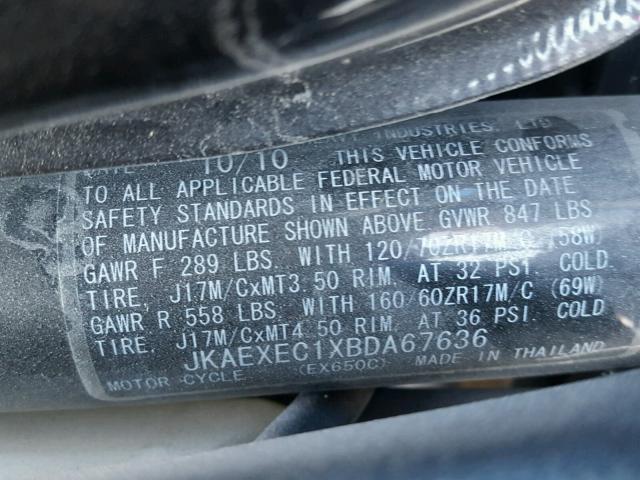 INDUSTRIES, LTD
DATE 10/10 THIS VEHICLE CONFORMS
TO ALL APPLICABLE FEDERAL MOTOR VEHICLE
SAFETY STANDARDS IN EFFECT ON THE DATE
OF MANUFACTURE SHOWN ABOVE GVWR 847 LBS
GAWR F 289 LBS. WITH 120/70ZR17M/C (58W)
TIRE, J17M/CxMT3.50 RIM, AT 32 PSI. COLD
GAWR R 558 LBS. WITH 160/60ZR17M/C (69W)
TIRE, J17M/CxMT4.50 RIM, AT 36 PSI. COLD
JKAEXEC1XBDA67636
MOTOR CYCLE (EX650C) MADE IN THAILAND